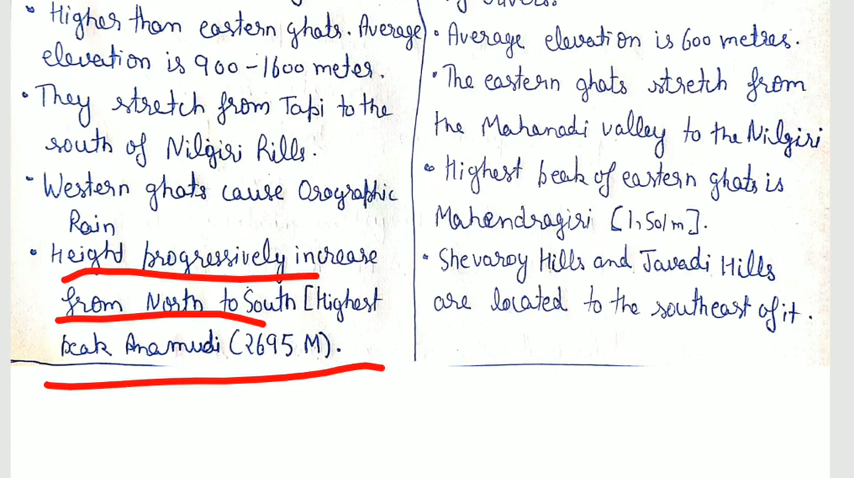 • Higher than eastern ghats. Average
elevation is 900-1600 meter.
• They stretch from Tapi to the
south of Nilgiri Hills.
• Western ghats cause Orographic
Rain
• Height progressively increase
from North to South [Highest
peak Anamudi (2695 M).
• Average elevation is 600 metres.
• The eastern ghats stretch from
the Mahanadi valley to the Nilgiri
• Highest beak of eastern ghats is
Mahendragiri [1,501m].
• Shevaroy Hills and Javadi Hills
are located to the southeast of it.